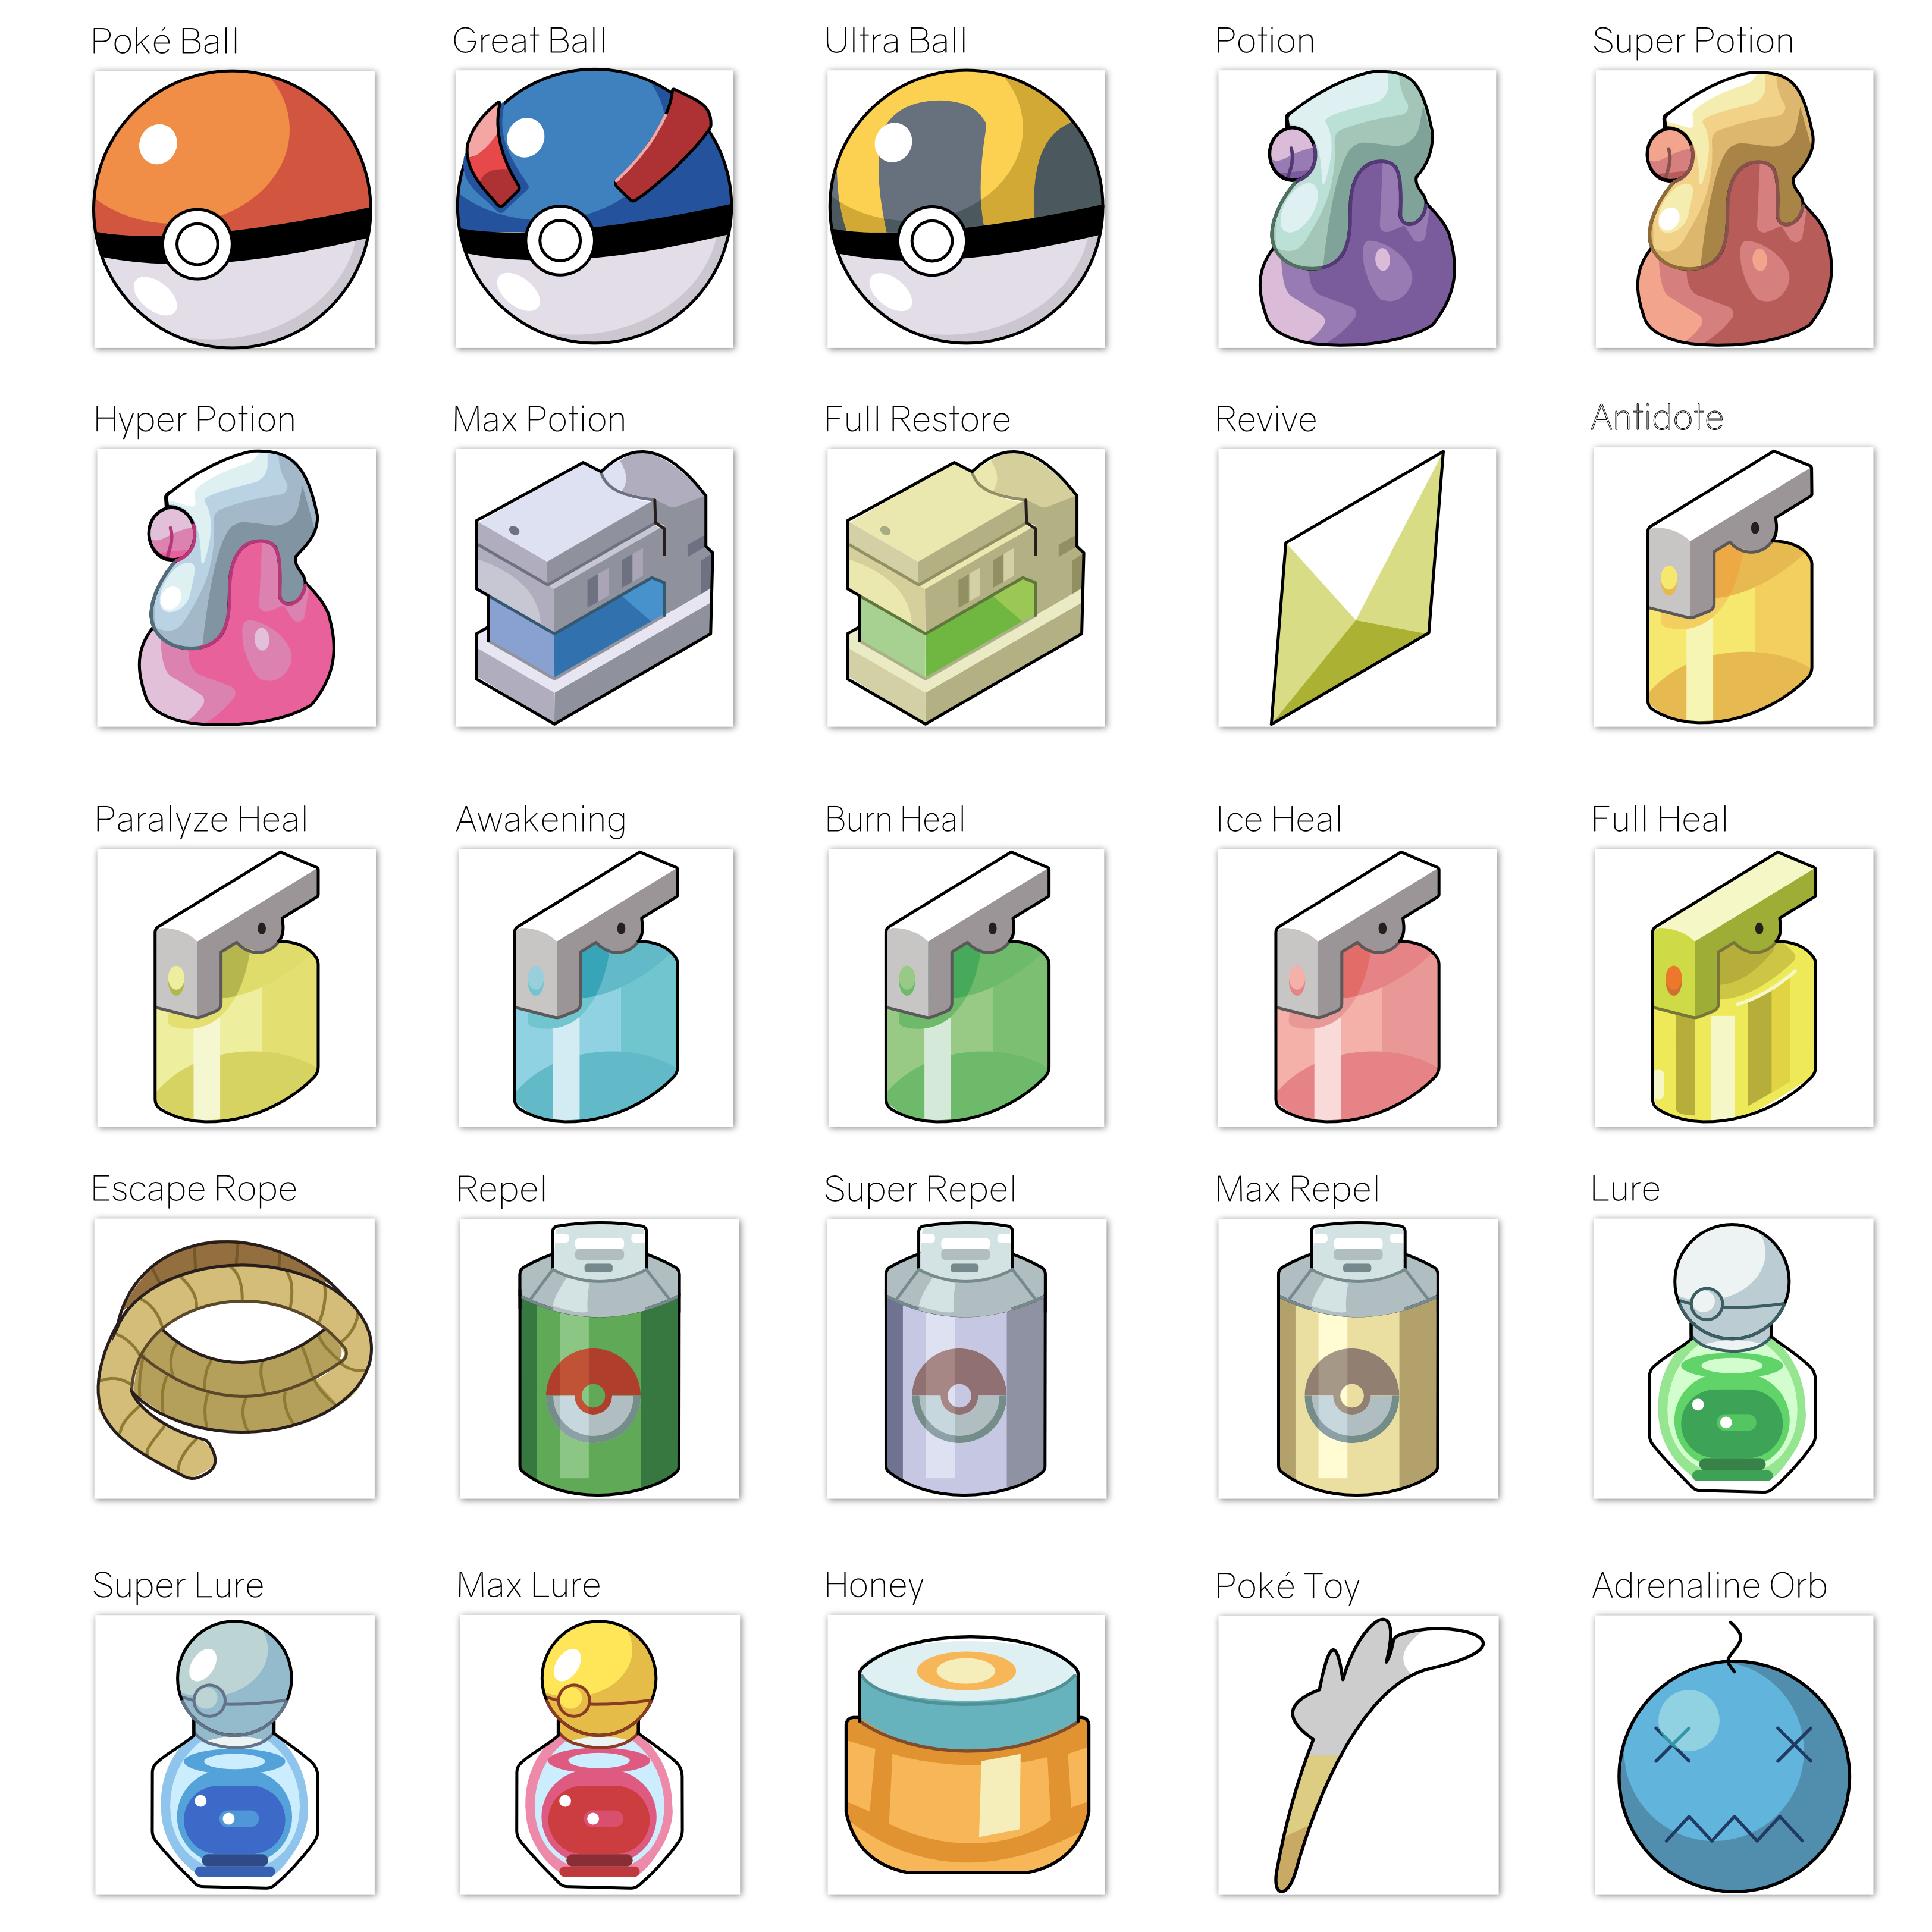 Poké Ball
Great Ball
Ultra Ball
Potion
Super Potion
Hyper Potion
Max Potion
Full Restore
Revive
Antidote
Paralyze Heal
Awakening
Burn Heal
Ice Heal
Full Heal
Escape Rope
Repel
Super Repel
Max Repel
Lure
Super Lure
Max Lure
Honey
Poké Toy
Adrenaline Orb